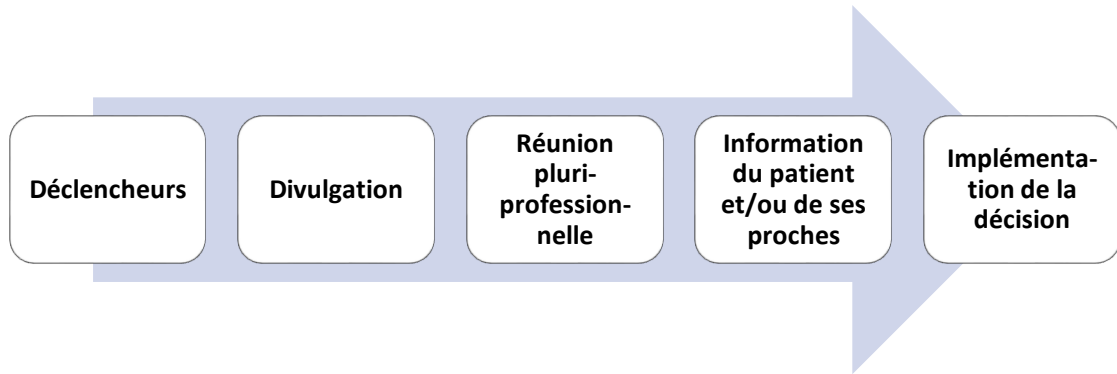 Déclencheurs
Divulgation
Réunion
pluri-
profession-
nelle
Information
du patient
et/ou de ses
proches
Implémenta-
tion de la
décision